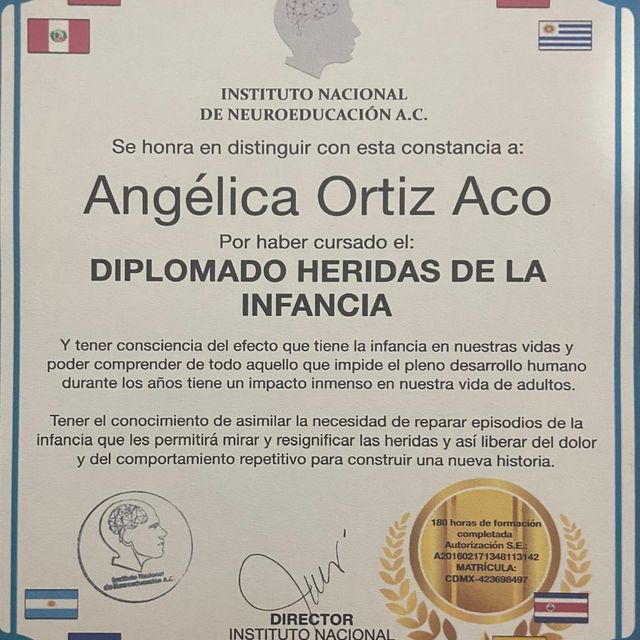 INSTITUTO NACIONAL
DE NEUROEDUCACIÓN A.C.
Se honra en distinguir con esta constancia a:
Angélica Ortiz Aco
Por haber cursado el:
DIPLOMADO HERIDAS DE LA
INFANCIA
Y tener consciencia del efecto que tiene la infancia en nuestras vidas y
poder comprender de todo aquello que impide el pleno desarrollo humano
durante los años tiene un impacto inmenso en nuestra vida de adultos.
Tener el conocimiento de asimilar la necesidad de reparar episodios de la
infancia que les permitirá mirar y resignificar las heridas y así liberar del dolor
y del comportamiento repetitivo para construir una nueva historia.
Instituto Nacional
de Neuroeducación A.C.
180 horas de formación
completada
Autorización S.E.:
A201602171348113142
MATRÍCULA:
CDMX-423698497
DIRECTOR
INSTITUTO NACIONAL